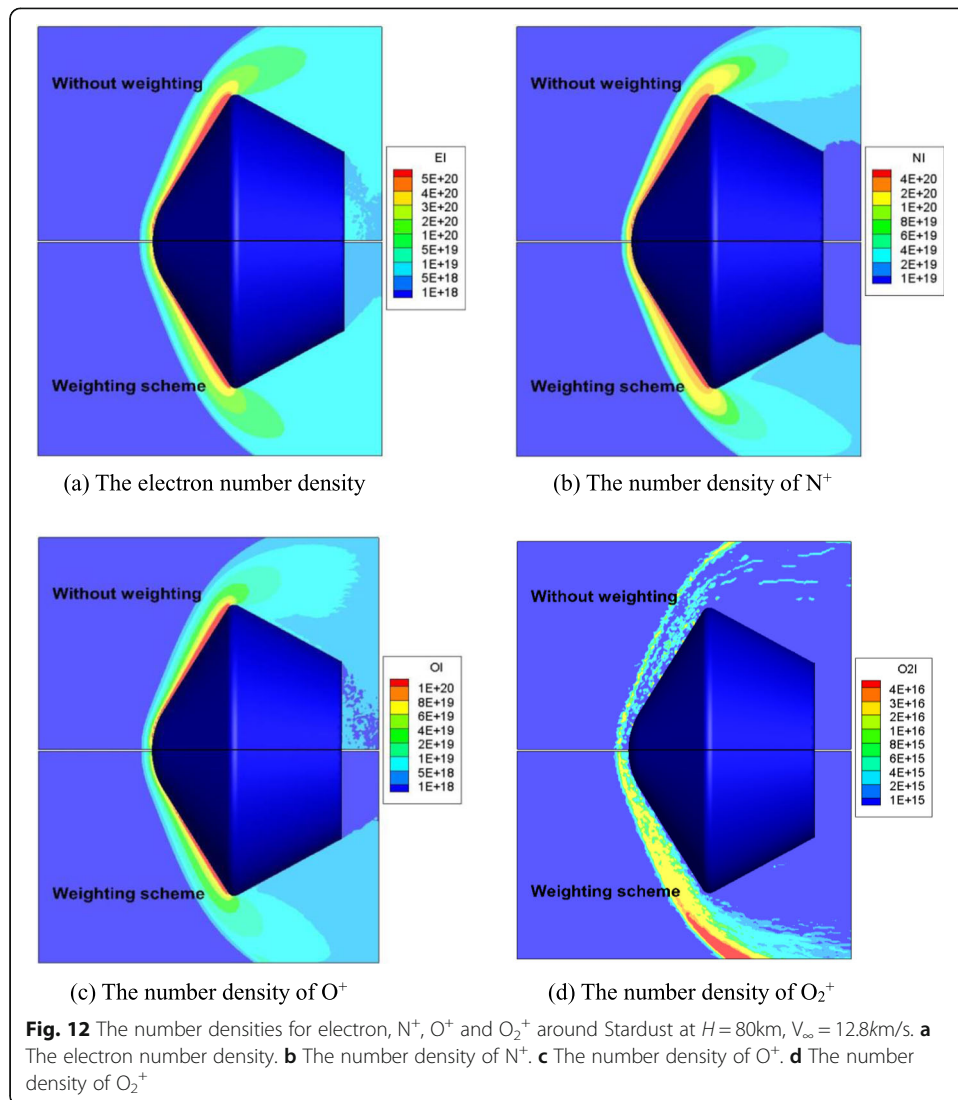 Without weighting
Weighting scheme
EI
5E+20
4E+20
3E+20
2E+20
1E+20
5E+19
1E+19
5E+18
1E+18
(a) The electron number density
Without weighting
Weighting scheme
NI
4E+20
2E+20
1E+20
8E+19
6E+19
4E+19
2E+19
1E+19
(b) The number density of N⁺
Without weighting
Weighting scheme
OI
1E+20
8E+19
6E+19
4E+19
2E+19
1E+19
5E+18
1E+18
(c) The number density of O⁺
Without weighting
Weighting scheme
O2I
4E+16
3E+16
2E+16
1E+16
8E+15
6E+15
4E+15
2E+15
1E+15
(d) The number density of O₂⁺
Fig. 12 The number densities for electron, N⁺, O⁺ and O₂⁺ around Stardust at H = 80km, V∞ = 12.8km/s. a
The electron number density. b The number density of N⁺. c The number density of O⁺. d The number
density of O₂⁺